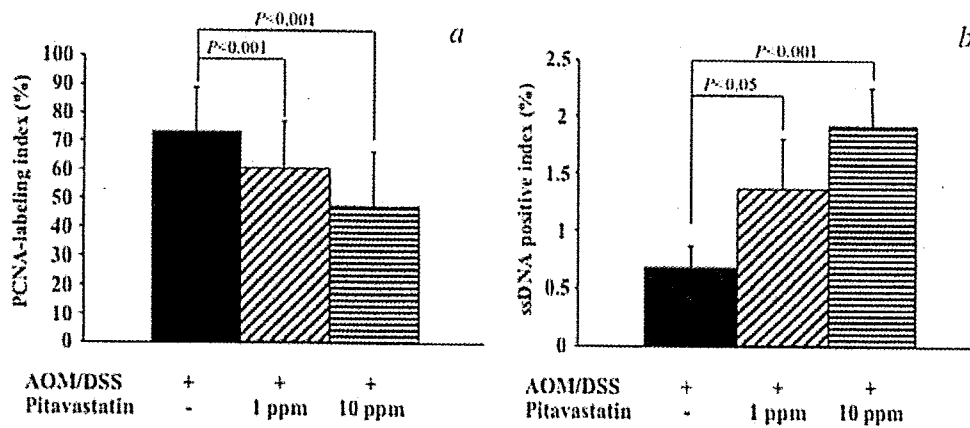 a
P<0.001
P<0.001
PCNA-labeling index (%)
100
90
80
70
60
50
40
30
20
10
0
AOM/DSS + + +
Pitavastatin - 1 ppm 10 ppm
b
P<0.001
P<0.05
ssDNA positive index (%)
2.5
2
1.5
1
0.5
0
AOM/DSS + + +
Pitavastatin - 1 ppm 10 ppm